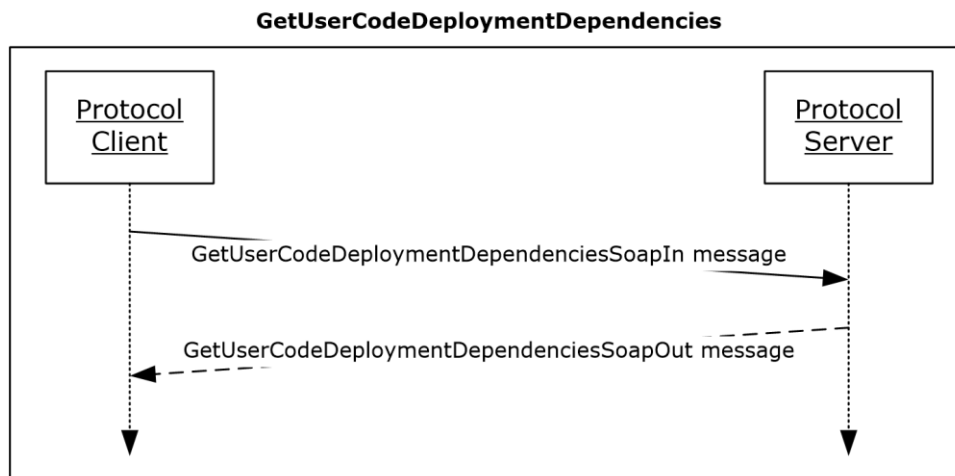 GetUserCodeDeploymentDependencies
Protocol
Client
Protocol
Server
GetUserCodeDeploymentDependenciesSoapIn message
GetUserCodeDeploymentDependenciesSoapOut message